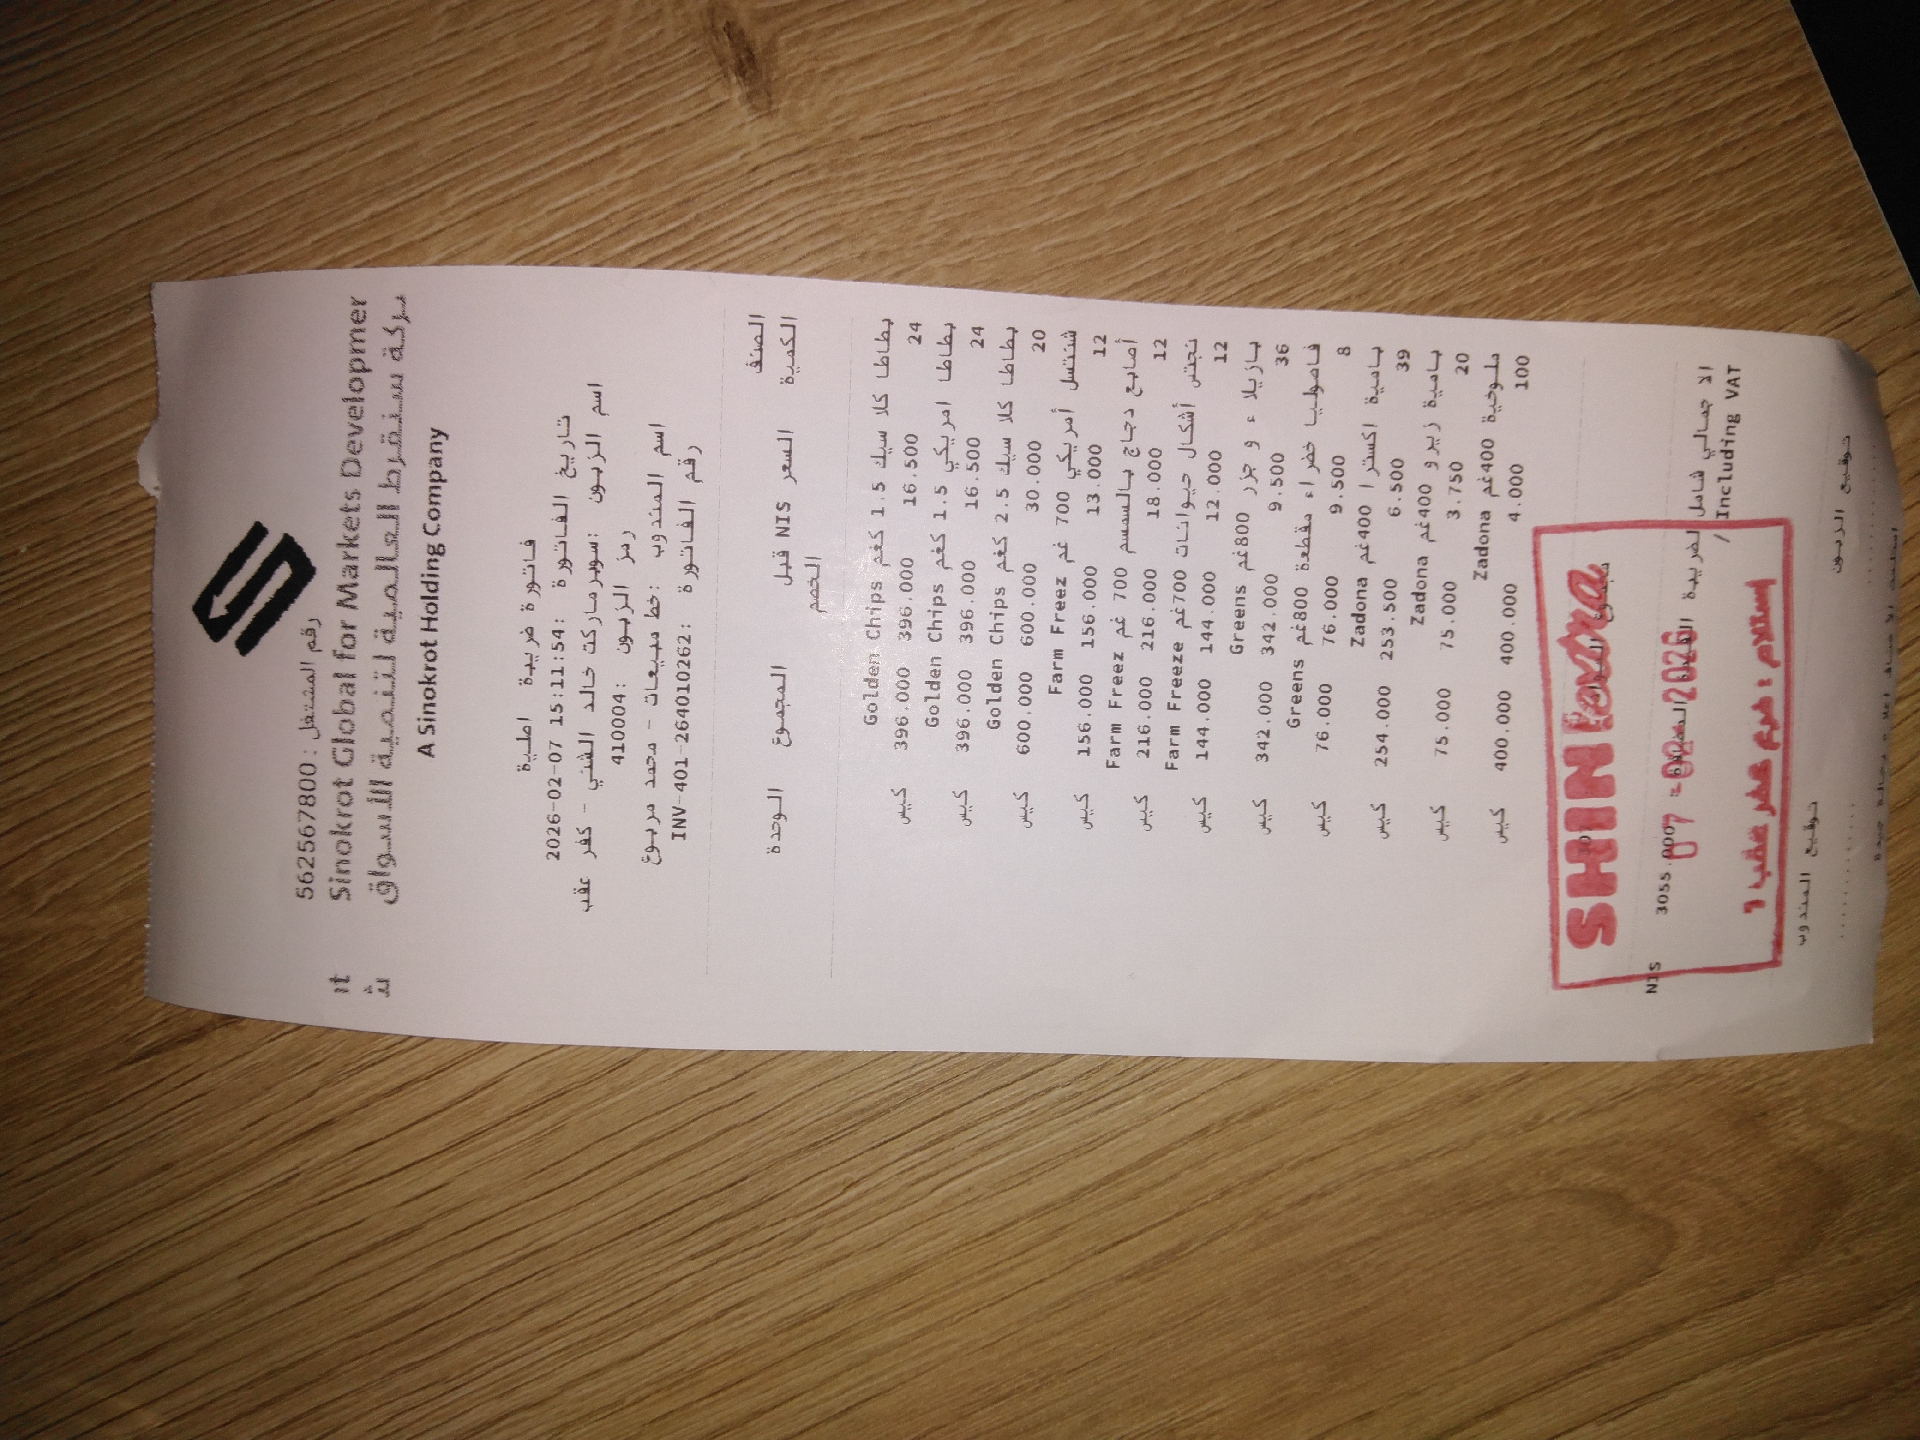 رقم المشتغل : 562567800
Sinokrot Global for Markets Developmer
it
شركة سنقرط العالمية لتنمية الأسواق
A Sinokrot Holding Company
فاتورة ضريبية اصلية
تاريخ الفاتورة :2026-02-07 15:11:54
اسم الزبون :سوبرماركت خالد الشني - كفر عقب
رمز الزبون :410004
اسم المندوب :خط مبيعات - محمد مربوع
رقم الفاتورة :INV-401-264010262
الصنف
الكمية السعر NIS قبل المجموع الوحدة
الخصم
بطاطا كلاسيك 1.5 كغم Golden Chips
24 16.500 396.000 396.000 كيس
بطاطا امريكي 1.5 كغم Golden Chips
24 16.500 396.000 396.000 كيس
بطاطا كلاسيك 2.5 كغم Golden Chips
20 30.000 600.000 600.000 كيس
شنتسل أمريكي 700 غم Farm Freez
12 13.000 156.000 156.000 كيس
أصابع دجاج بالسمسم 700 غم Farm Freez
12 18.000 216.000 216.000 كيس
نجتس أشكال حيوانات 700غم Farm Freeze
12 12.000 144.000 144.000 كيس
بازيلاء و جزر 800غم Greens
36 9.500 342.000 342.000 كيس
فاصوليا خضراء مقطعة 800غم Greens
8 9.500 76.000 76.000 كيس
بامية اكسترا 400غم Zadona
39 6.500 253.500 254.000 كيس
بامية زيرو 400غم Zadona
20 3.750 75.000 75.000 كيس
ملوخية 400غم Zadona
100 4.000 400.000 400.000 كيس
SHINI extra
07 -02- 2026
استلام : فرع كفر عقب 7
الاجمالي شامل لضريبة 3055.000 NIS
/ Including VAT
توقيع الزبون
توقيع المندوب